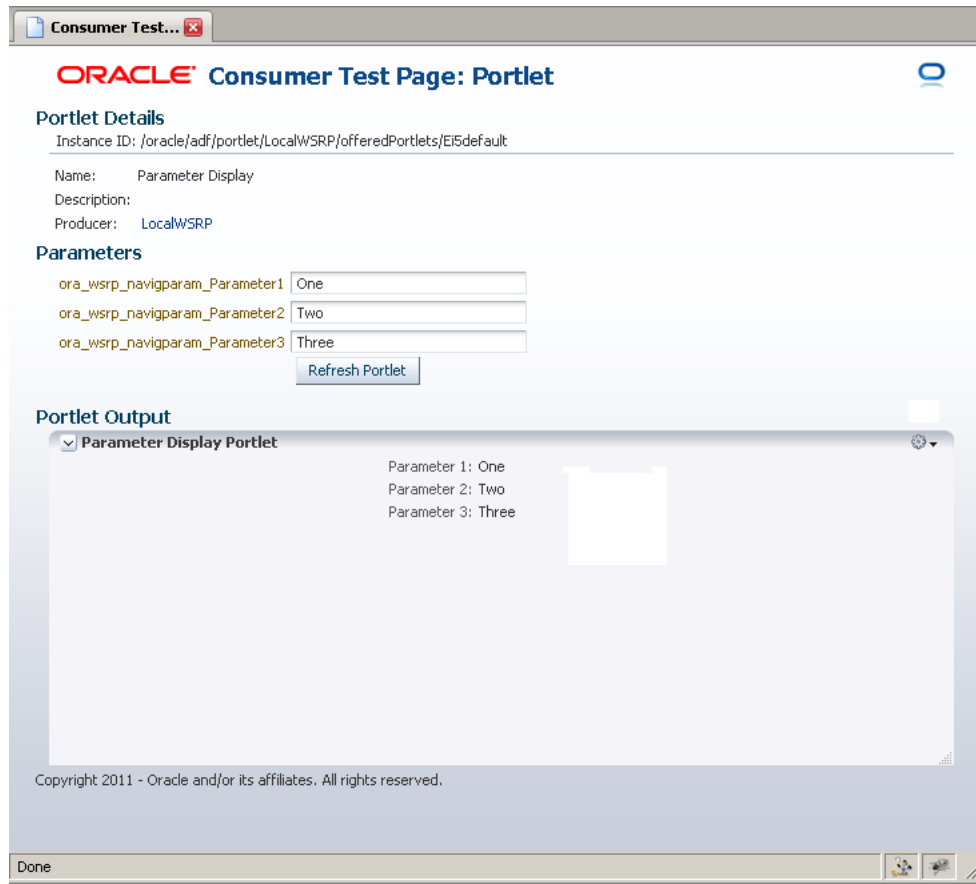 Consumer Test...
ORACLE Consumer Test Page: Portlet
Portlet Details
Instance ID: /oracle/adf/portlet/LocalWSRP/offeredPortlets/Ei5default
Name: Parameter Display
Description:
Producer: LocalWSRP
Parameters
ora_wsrp_navigparam_Parameter1 One
ora_wsrp_navigparam_Parameter2 Two
ora_wsrp_navigparam_Parameter3 Three
Refresh Portlet
Portlet Output
Parameter Display Portlet
Parameter 1: One
Parameter 2: Two
Parameter 3: Three
Copyright 2011 - Oracle and/or its affiliates. All rights reserved.
Done